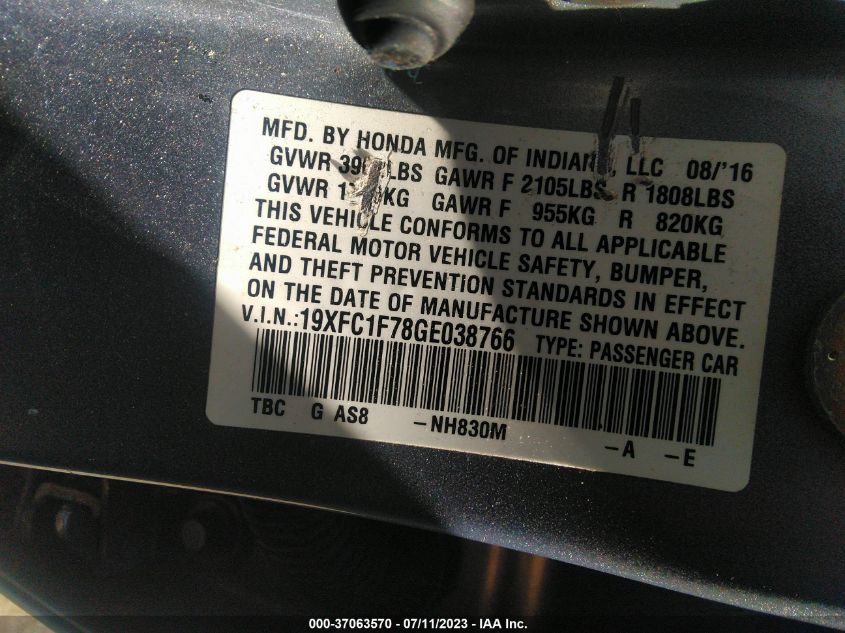 MFD. BY HONDA MFG. OF LLC 08/'16
GVWR GAWR F 2105LBS R 1808LBS
GVWR GAWR F 955KG R 820KG
THIS VEHICLE CONFORMS TO ALL APPLICABLE
FEDERAL MOTOR VEHICLE SAFETY, BUMPER,
AND THEFT PREVENTION STANDARDS IN EFFECT
ON THE DATE OF MANUFACTURE SHOWN ABOVE.
V.I.N.:19XFC1F78GE038766 TYPE: PASSENGER CAR
TBC G AS8 -NH830M -A -E
000-37063570 - 07/11/2023 - IAA Inc.